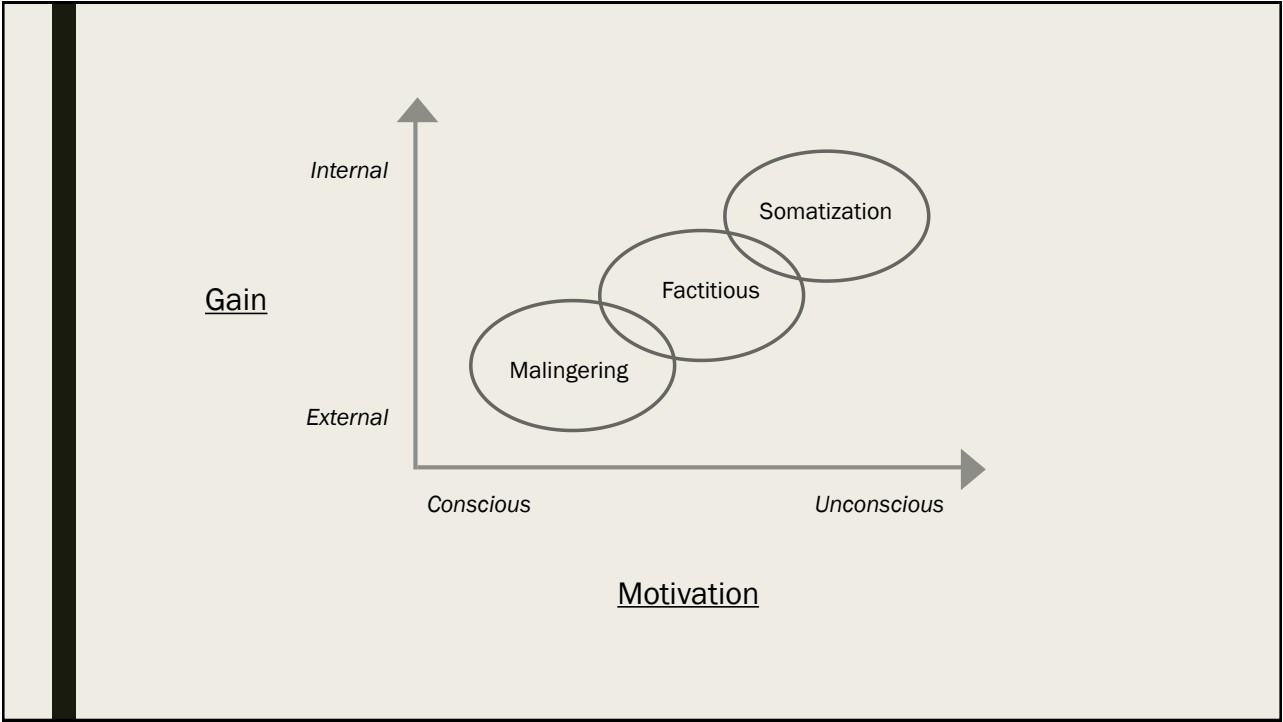 Internal
Somatization
Factitious
Gain
Malingering
External
Conscious
Unconscious
Motivation